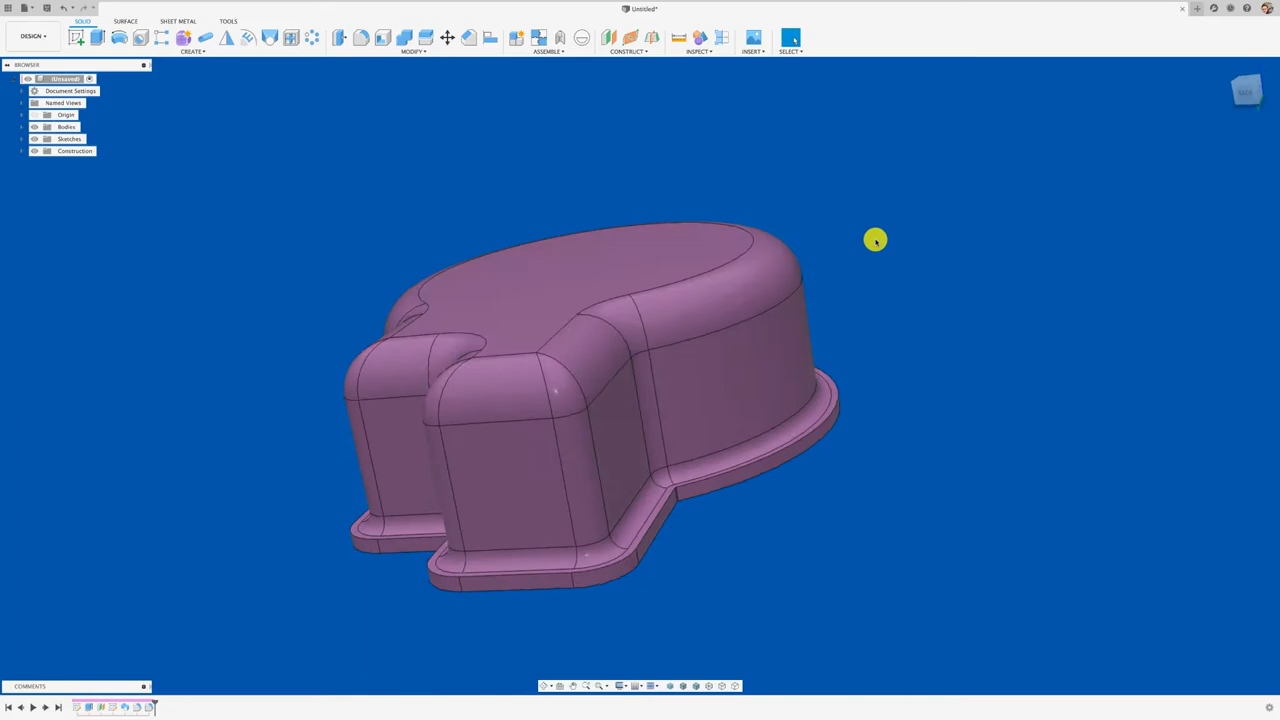 Untitled*
DESIGN
SOLID
SURFACE
SHEET METAL
TOOLS
CREATE
MODIFY
ASSEMBLE
CONSTRUCT
INSPECT
INSERT
SELECT
BROWSER
(Unsaved)
Document Settings
Named Views
Origin
Bodies
Sketches
Construction
BACK
COMMENTS